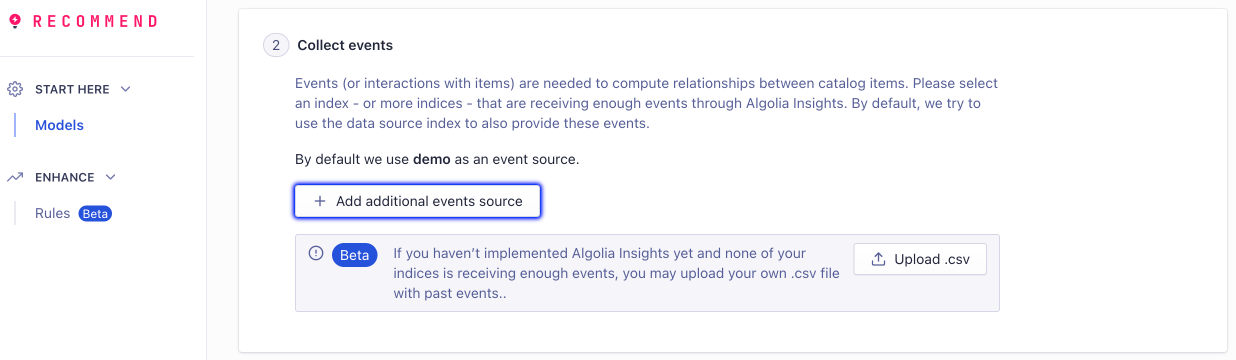 RECOMMEND
START HERE
Models
ENHANCE
Rules Beta
2 Collect events
Events (or interactions with items) are needed to compute relationships between catalog items. Please select
an index - or more indices - that are receiving enough events through Algolia Insights. By default, we try to
use the data source index to also provide these events.
By default we use demo as an event source.
+ Add additional events source
Beta
If you haven’t implemented Algolia Insights yet and none of your
indices is receiving enough events, you may upload your own .csv file
with past events..
Upload .csv